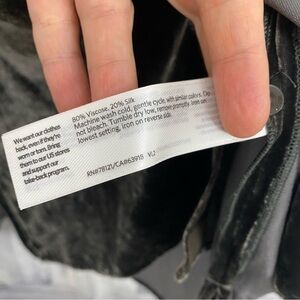 We want our clothes
back, even if they're
worn or torn. Bring
them to our US stores
and support our
take-back program.
80% Viscose, 20% Silk
Machine wash cold, gentle cycle, with similar colors. Do
not bleach. Tumble dry low, remove promptly. Iron on
lowest setting, iron on reverse side.
RN#78121/CA#63918 VU